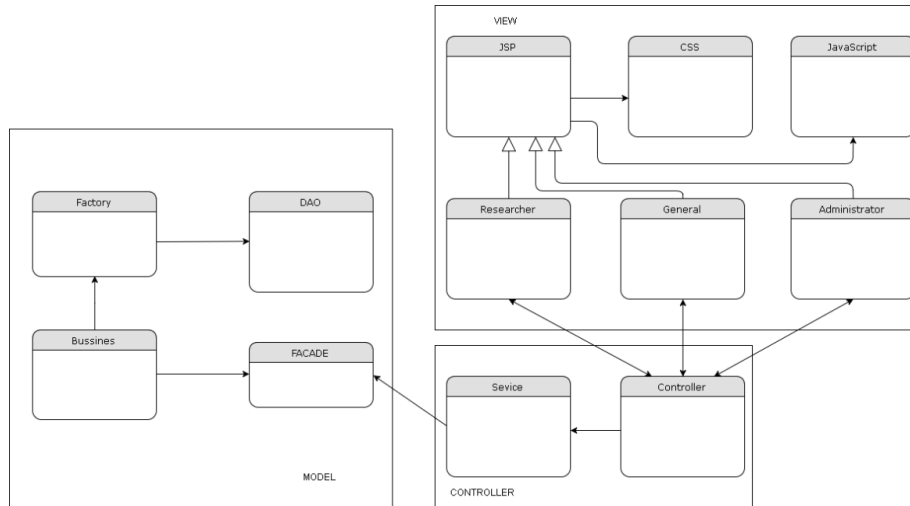 VIEW
JSP
CSS
JavaScript
Researcher
General
Administrator
Factory
DAO
Bussines
FACADE
MODEL
Sevice
Controller
CONTROLLER